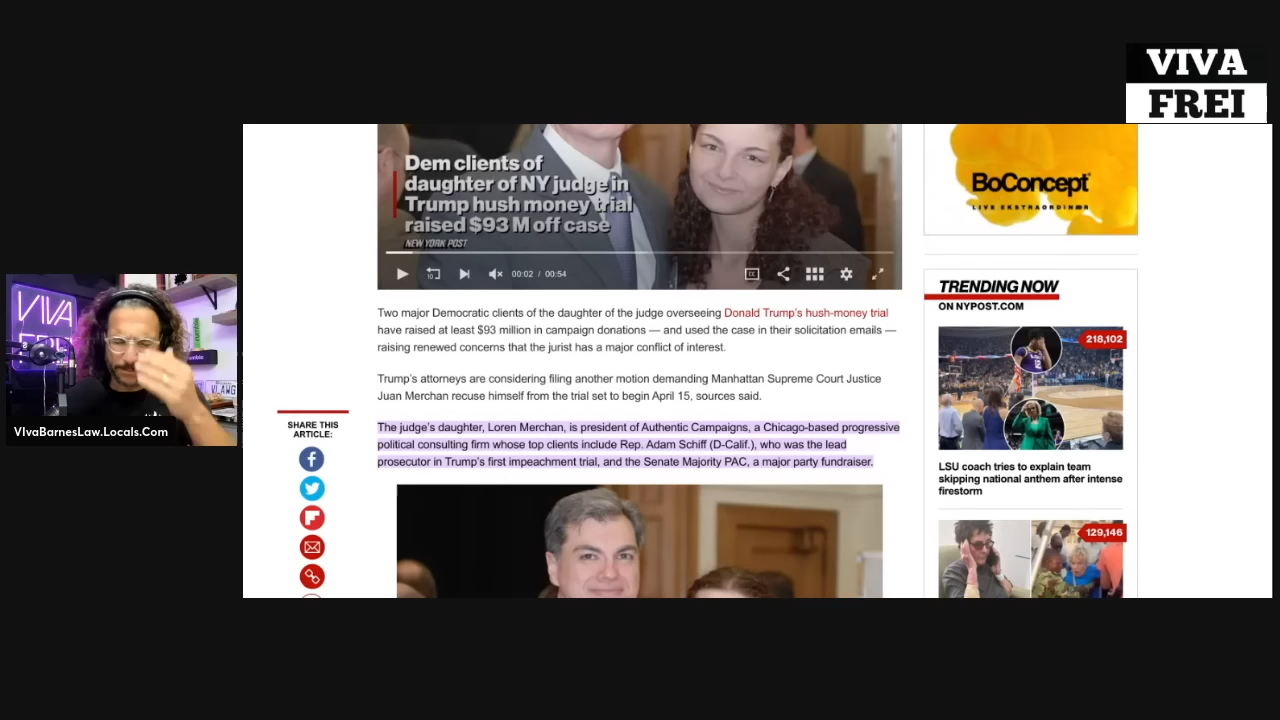 VIVA
FREI
Dem clients of
daughter of NY judge in
Trump hush money trial
raised $93 M off case
NEW YORK POST
10
00:02 / 00:54
CC
BoConcept
LIVE EKSTRAORDINÆR
Two major Democratic clients of the daughter of the judge overseeing Donald Trump's hush-money trial
have raised at least $93 million in campaign donations — and used the case in their solicitation emails —
raising renewed concerns that the jurist has a major conflict of interest.
Trump's attorneys are considering filing another motion demanding Manhattan Supreme Court Justice
Juan Merchan recuse himself from the trial set to begin April 15, sources said.
The judge's daughter, Loren Merchan, is president of Authentic Campaigns, a Chicago-based progressive
political consulting firm whose top clients include Rep. Adam Schiff (D-Calif.), who was the lead
prosecutor in Trump's first impeachment trial, and the Senate Majority PAC, a major party fundraiser.
SHARE THIS
ARTICLE:
TRENDING NOW
ON NYPOST.COM
218,102
LSU coach tries to explain team
skipping national anthem after intense
firestorm
129,146
VIVA
VIvaBarnesLaw.Locals.Com